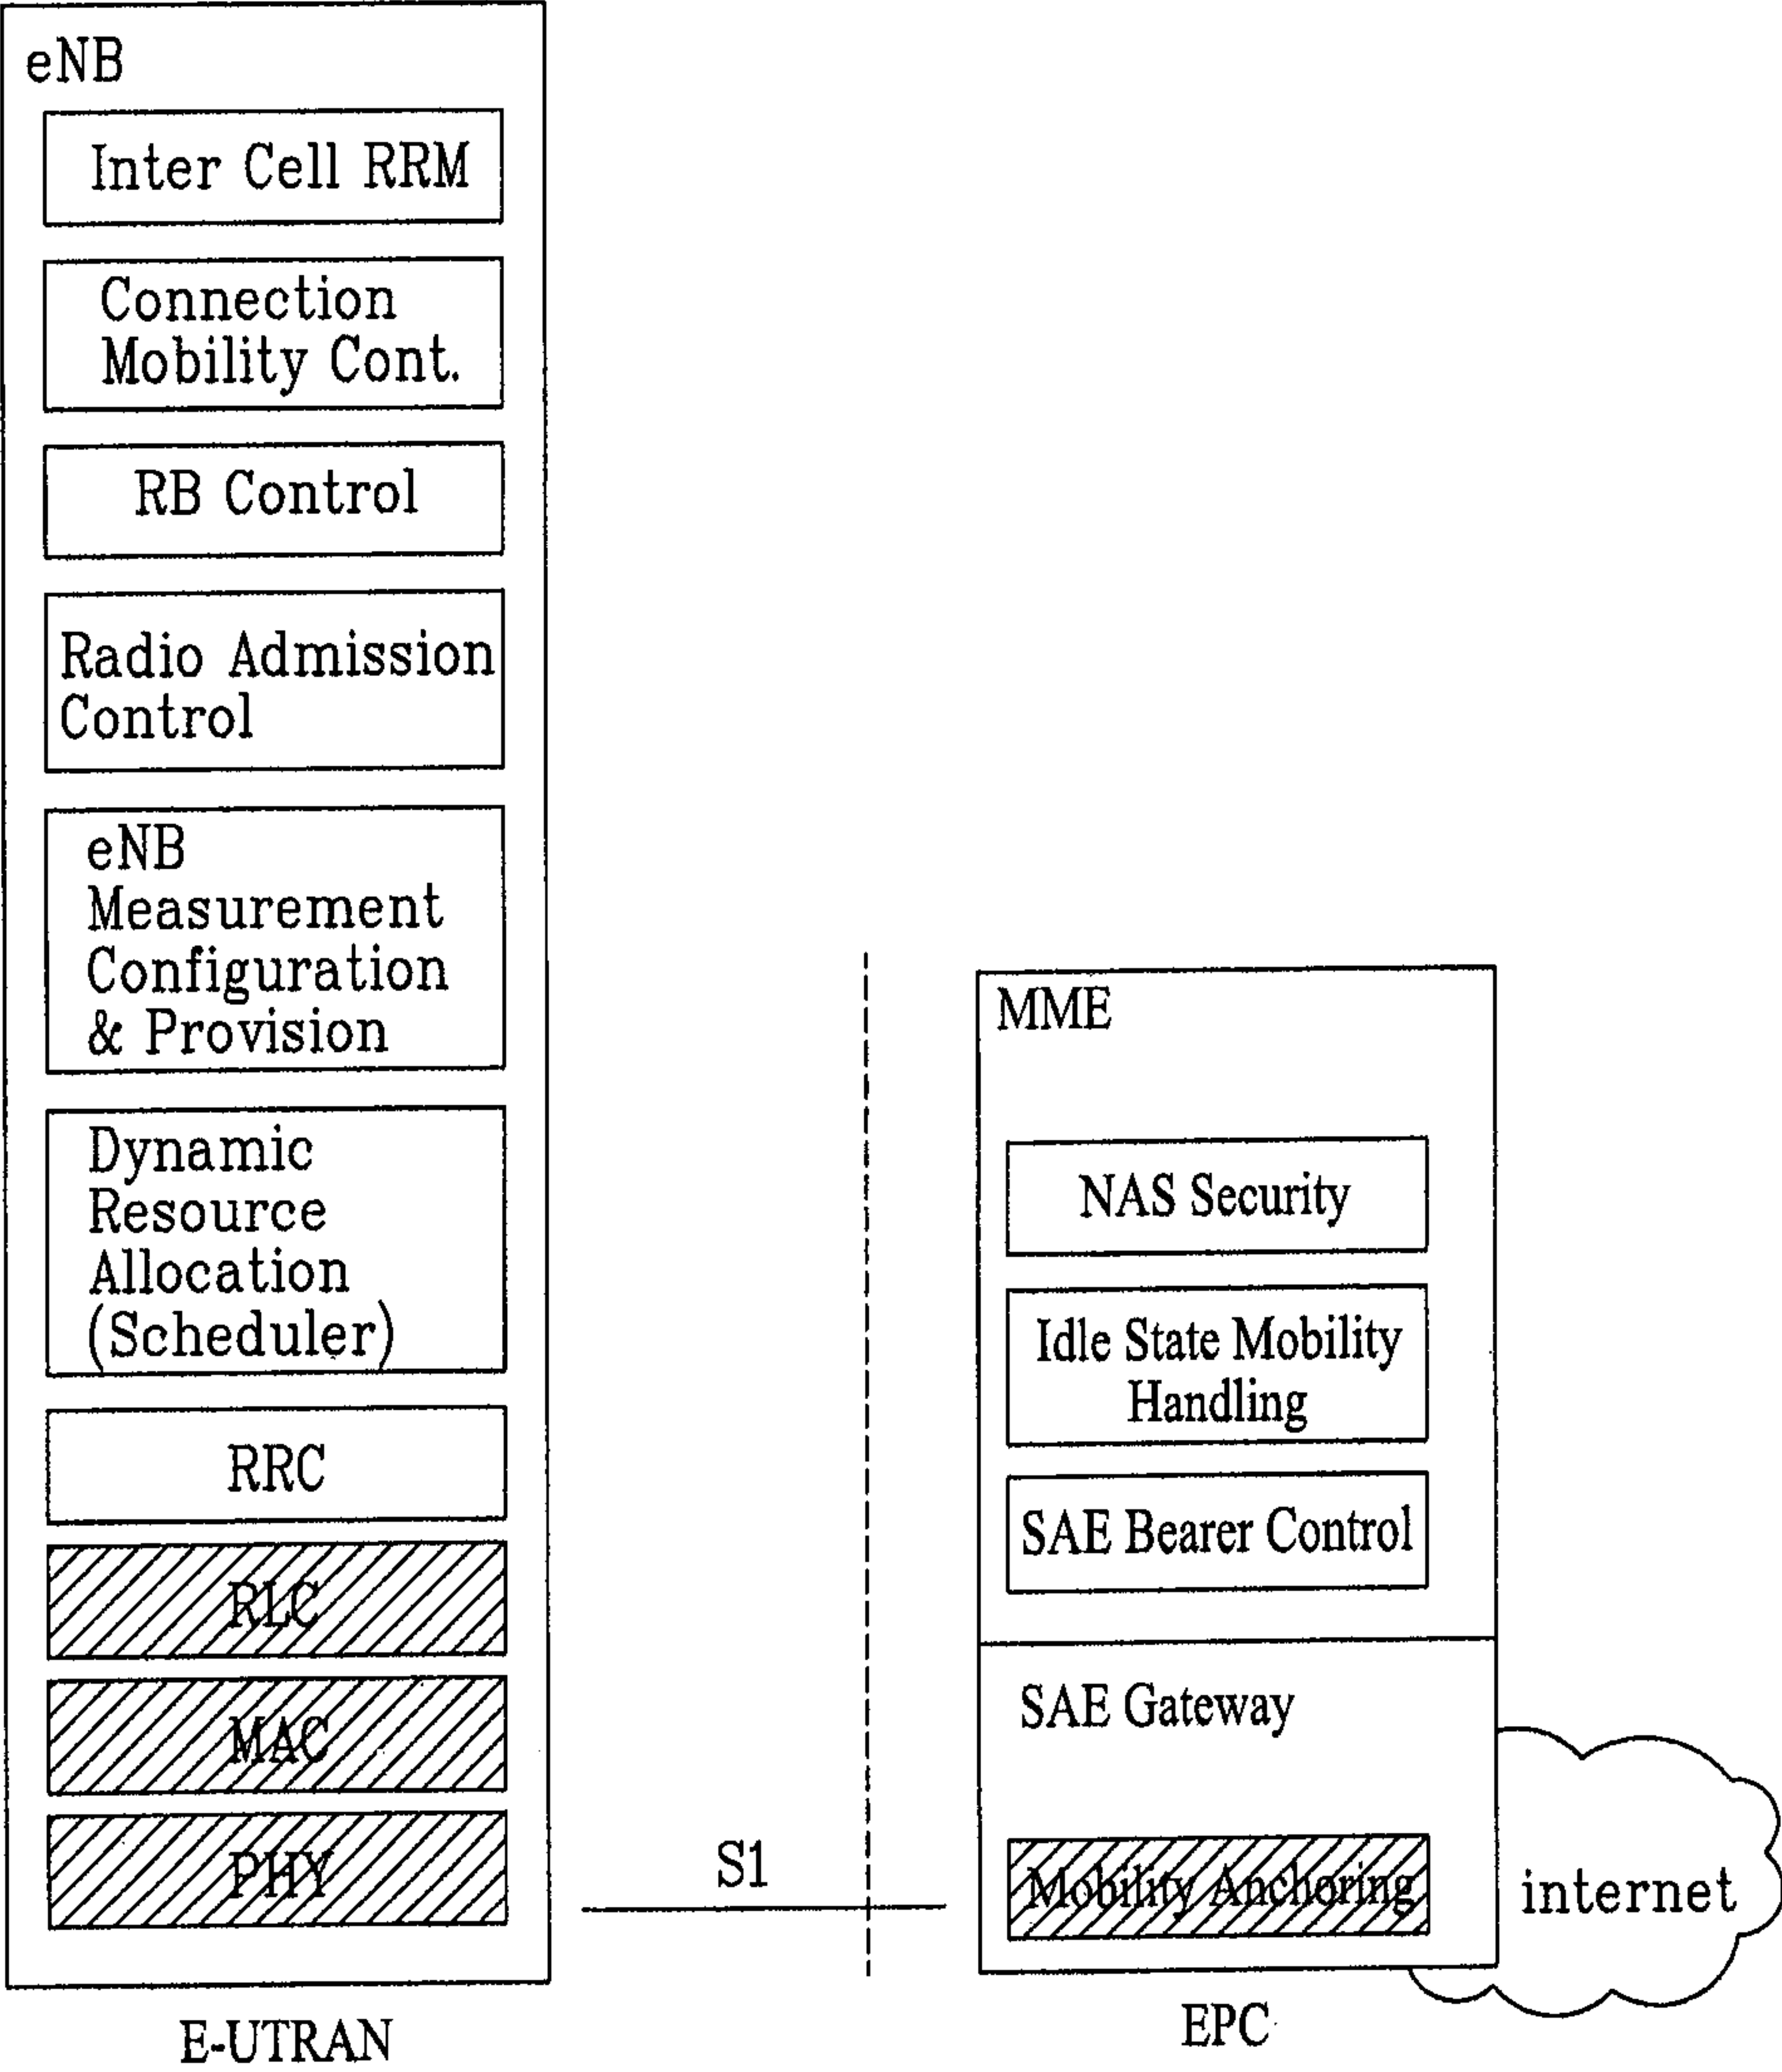 eNB
Inter Cell RRM
Connection
Mobility Cont.
RB Control
Radio Admission
Control
eNB
Measurement
Configuration
& Provision
Dynamic
Resource
Allocation
(Scheduler)
RRC
RLC
MAC
PHY
E-UTRAN
S1
MME
NAS Security
Idle State Mobility
Handling
SAE Bearer Control
SAE Gateway
Mobility Anchoring
EPC
internet